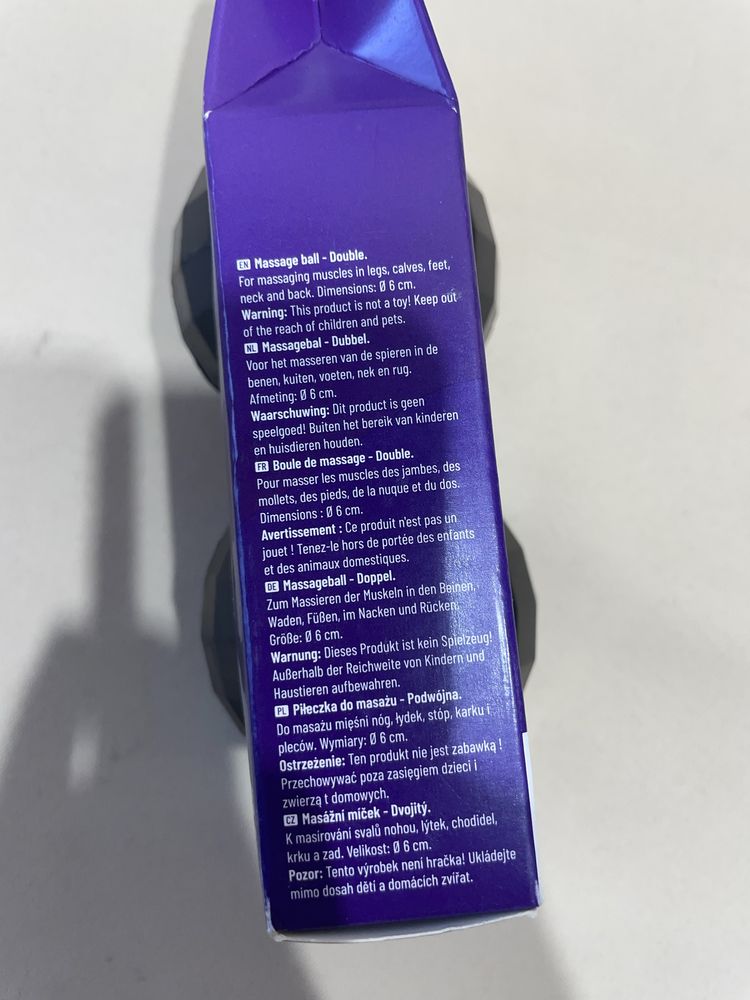 EN Massage ball - Double.
For massaging muscles in legs, calves, feet,
neck and back. Dimensions: Ø 6 cm.
Warning: This product is not a toy! Keep out
of the reach of children and pets.
NL Massagebal - Dubbel.
Voor het masseren van de spieren in de
benen, kuiten, voeten, nek en rug.
Afmeting: Ø 6 cm.
Waarschuwing: Dit product is geen
speelgoed! Buiten het bereik van kinderen
en huisdieren houden.
FR Boule de massage - Double.
Pour masser les muscles des jambes, des
mollets, des pieds, de la nuque et du dos.
Dimensions : Ø 6 cm.
Avertissement : Ce produit n'est pas un
jouet ! Tenez-le hors de portée des enfants
et des animaux domestiques.
DE Massageball - Doppel.
Zum Massieren der Muskeln in den Beinen,
Waden, Füßen, im Nacken und Rücken.
Größe: Ø 6 cm.
Warnung: Dieses Produkt ist kein Spielzeug!
Außerhalb der Reichweite von Kindern und
Haustieren aufbewahren.
PL Piłeczka do masażu - Podwójna.
Do masażu mięśni nóg, łydek, stóp, karku i
pleców. Wymiary: Ø 6 cm.
Ostrzeżenie: Ten produkt nie jest zabawką !
Przechowywać poza zasięgiem dzieci i
zwierzą t domowych.
CZ Masážní míček - Dvojitý.
K masírování svalů nohou, lýtek, chodidel,
krku a zad. Velikost: Ø 6 cm.
Pozor: Tento výrobek není hračka! Ukládejte
mimo dosah dětí a domácích zvířat.